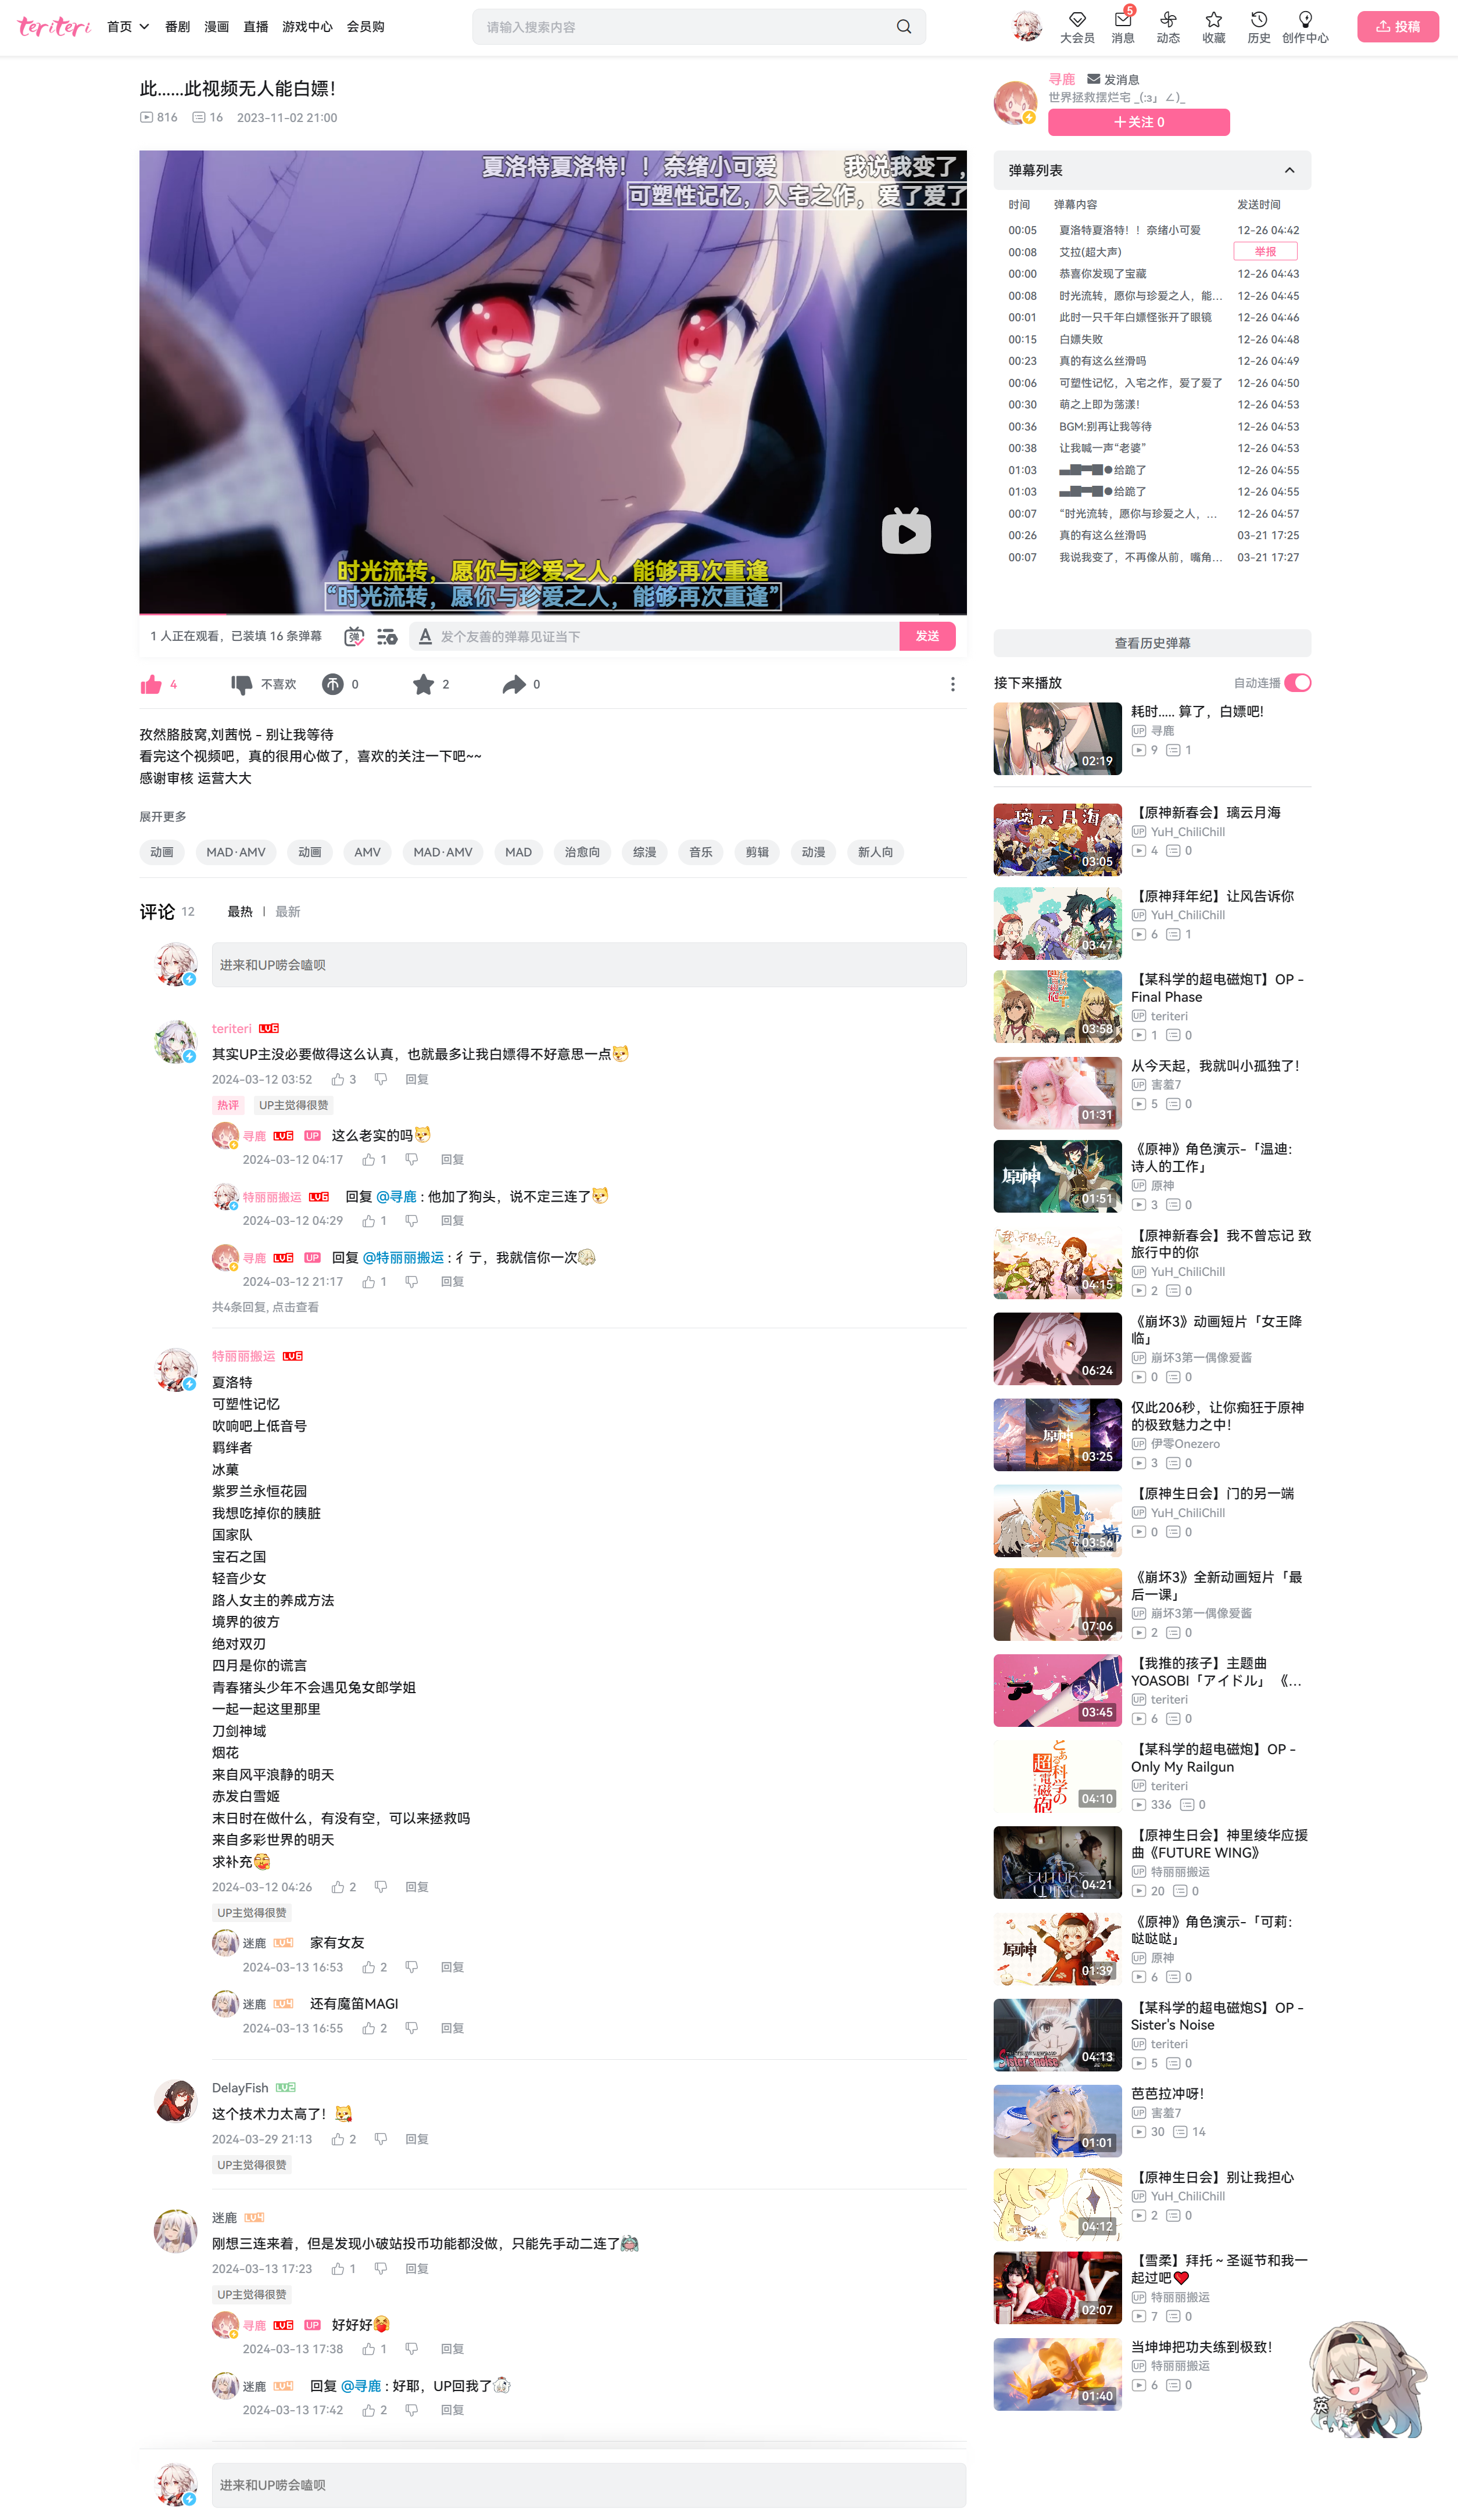 teriteri 首页 番剧 漫画 直播 游戏中心 会员购 请输入搜索内容 大会员 5 消息 动态 收藏 历史 创作中心 投稿
此……此视频无人能白嫖！
816 16 2023-11-02 21:00
夏洛特夏洛特！！奈绪小可爱 我说我变了,
可塑性记忆，入宅之作，爱了爱了
时光流转，愿你与珍爱之人，能够再次重逢
“时光流转，愿你与珍爱之人，能够再次重逢”
1 人正在观看，已装填 16 条弹幕 弹 A 发个友善的弹幕见证当下 发送
4 不喜欢 0 2 0
孜然胳肢窝,刘茜悦 - 别让我等待
看完这个视频吧，真的很用心做了，喜欢的关注一下吧~~
感谢审核 运营大大
展开更多
动画 MAD·AMV 动画 AMV MAD·AMV MAD 治愈向 综漫 音乐 剪辑 动漫 新人向
评论 12 最热 | 最新
进来和UP唠会嗑呗
teriteri LV6
其实UP主没必要做得这么认真，也就最多让我白嫖得不好意思一点
2024-03-12 03:52 3 回复
热评 UP主觉得很赞
寻鹿 LV6 UP 这么老实的吗
2024-03-12 04:17 1 回复
特丽丽搬运 LV6 回复 @寻鹿 : 他加了狗头，说不定三连了
2024-03-12 04:29 1 回复
寻鹿 LV6 UP 回复 @特丽丽搬运 : 彳亍，我就信你一次
2024-03-12 21:17 1 回复
共4条回复, 点击查看
特丽丽搬运 LV6
夏洛特
可塑性记忆
吹响吧上低音号
羁绊者
冰菓
紫罗兰永恒花园
我想吃掉你的胰脏
国家队
宝石之国
轻音少女
路人女主的养成方法
境界的彼方
绝对双刃
四月是你的谎言
青春猪头少年不会遇见兔女郎学姐
一起一起这里那里
刀剑神域
烟花
来自风平浪静的明天
赤发白雪姬
末日时在做什么，有没有空，可以来拯救吗
来自多彩世界的明天
求补充
2024-03-12 04:26 2 回复
UP主觉得很赞
迷鹿 LV4 家有女友
2024-03-13 16:53 2 回复
迷鹿 LV4 还有魔笛MAGI
2024-03-13 16:55 2 回复
DelayFish LV2
这个技术力太高了！
2024-03-29 21:13 2 回复
UP主觉得很赞
迷鹿 LV4
刚想三连来着，但是发现小破站投币功能都没做，只能先手动二连了
2024-03-13 17:23 1 回复
UP主觉得很赞
寻鹿 LV6 UP 好好好
2024-03-13 17:38 1 回复
迷鹿 LV4 回复 @寻鹿 : 好耶，UP回我了
2024-03-13 17:42 2 回复
进来和UP唠会嗑呗
寻鹿 发消息
世界拯救摆烂宅 _(:з」∠)_
关注 0
弹幕列表
时间 弹幕内容 发送时间
00:05 夏洛特夏洛特！！奈绪小可爱 12-26 04:42
00:08 艾拉(超大声) 举报
00:00 恭喜你发现了宝藏 12-26 04:43
00:08 时光流转，愿你与珍爱之人，能... 12-26 04:45
00:01 此时一只千年白嫖怪张开了眼镜 12-26 04:46
00:15 白嫖失败 12-26 04:48
00:23 真的有这么丝滑吗 12-26 04:49
00:06 可塑性记忆，入宅之作，爱了爱了 12-26 04:50
00:30 萌之上即为荡漾！ 12-26 04:53
00:36 BGM:别再让我等待 12-26 04:53
00:38 让我喊一声“老婆” 12-26 04:53
01:03 ▄█▀█●给跪了 12-26 04:55
01:03 ▄█▀█●给跪了 12-26 04:55
00:07 “时光流转，愿你与珍爱之人，... 12-26 04:57
00:26 真的有这么丝滑吗 03-21 17:25
00:07 我说我变了，不再像从前，嘴角... 03-21 17:27
查看历史弹幕
接下来播放 自动连播
02:19
耗时..... 算了，白嫖吧!
UP 寻鹿
9 1
璃云月海
03:05
【原神新春会】璃云月海
UP YuH_ChiliChill
4 0
03:47
【原神拜年纪】让风告诉你
UP YuH_ChiliChill
6 1
03:58
【某科学的超电磁炮T】OP -
Final Phase
UP teriteri
1 0
01:31
从今天起，我就叫小孤独了！
UP 害羞7
5 0
原神
01:51
《原神》角色演示-「温迪：
诗人的工作」
UP 原神
3 0
04:15
【原神新春会】我不曾忘记 致
旅行中的你
UP YuH_ChiliChill
2 0
06:24
《崩坏3》动画短片「女王降
临」
UP 崩坏3第一偶像爱酱
0 0
原神
03:25
仅此206秒，让你痴狂于原神
的极致魅力之中！
UP 伊零Onezero
3 0
03:56
【原神生日会】门的另一端
UP YuH_ChiliChill
0 0
07:06
《崩坏3》全新动画短片「最
后一课」
UP 崩坏3第一偶像爱酱
2 0
03:45
【我推的孩子】主题曲
YOASOBI「アイドル」 《...
UP teriteri
6 0
とある科学の
超電磁砲
04:10
【某科学的超电磁炮】OP -
Only My Railgun
UP teriteri
336 0
FUTURE
WING
04:21
【原神生日会】神里绫华应援
曲《FUTURE WING》
UP 特丽丽搬运
20 0
原神
01:39
《原神》角色演示-「可莉：
哒哒哒」
UP 原神
6 0
sister's noise
04:13
【某科学的超电磁炮S】OP -
Sister's Noise
UP teriteri
5 0
01:01
芭芭拉冲呀！
UP 害羞7
30 14
04:12
【原神生日会】别让我担心
UP YuH_ChiliChill
2 0
02:07
【雪柔】拜托 ~ 圣诞节和我一
起过吧
UP 特丽丽搬运
7 0
01:40
当坤坤把功夫练到极致！
UP 特丽丽搬运
6 0
英